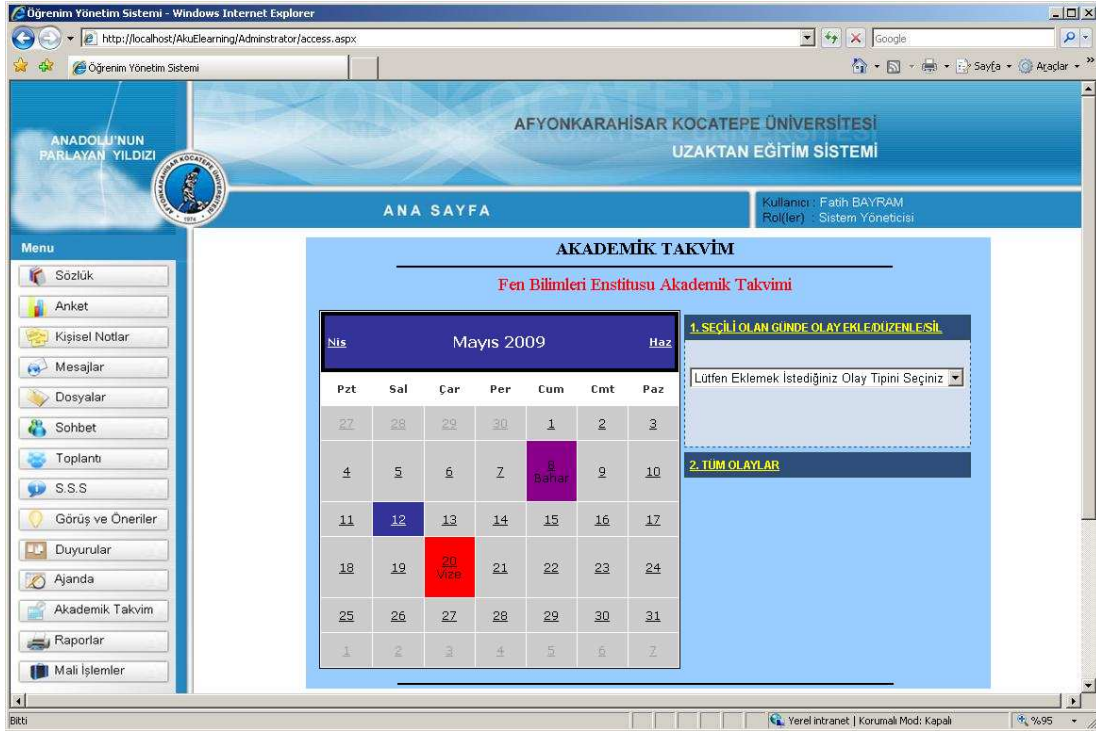 Öğrenim Yönetim Sistemi - Windows Internet Explorer
http://localhost/AkuElearning/Adminstrator/access.aspx
Google
Öğrenim Yönetim Sistemi
Sayfa
Araçlar
»
ANADOLU'NUN
PARLAYAN YILDIZI
AFYON KOCATEPE
AFYONKARAHİSAR KOCATEPE ÜNİVERSİTESİ
UZAKTAN EĞİTİM SİSTEMİ
ANA SAYFA
Kullanıcı : Fatih BAYRAM
Rol(ler) : Sistem Yöneticisi
Menu
Sözlük
Anket
Kişisel Notlar
Mesajlar
Dosyalar
Sohbet
Toplantı
S.S.S
Görüş ve Öneriler
Duyurular
Ajanda
Akademik Takvim
Raporlar
Mali İşlemler
AKADEMİK TAKVİM
Fen Bilimleri Enstitusu Akademik Takvimi
Nis Mayıs 2009 Haz
Pzt Sal Çar Per Cum Cmt Paz
27 28 29 30 1 2 3
4 5 6 7 8 9 10
Bahar
11 12 13 14 15 16 17
18 19 20 21 22 23 24
Vize
25 26 27 28 29 30 31
1 2 3 4 5 6 7
1. SEÇİLİ OLAN GÜNDE OLAY EKLE/DÜZENLE/SİL
Lütfen Eklemek İstediğiniz Olay Tipini Seçiniz
2. TÜM OLAYLAR
Bitti
Yerel intranet | Korumalı Mod: Kapalı
%95